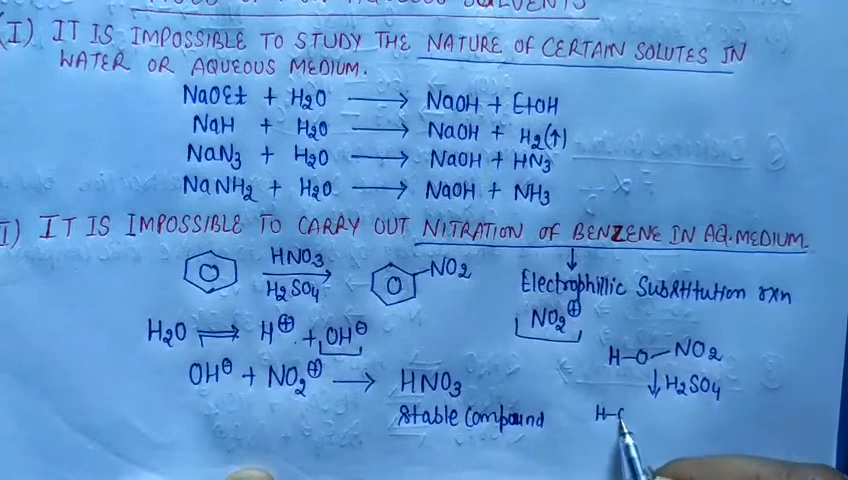 SOLVENTS
(I) IT IS IMPOSSIBLE TO STUDY THE NATURE OF CERTAIN SOLUTES IN
WATER OR AQUEOUS MEDIUM.
NaOEt + H2O ⟶ NaOH + EtOH
NaH + H2O ⟶ NaOH + H2(↑)
NaN3 + H2O ⟶ NaOH + HN3
NaNH2 + H2O ⟶ NaOH + NH3
I) IT IS IMPOSSIBLE TO CARRY OUT NITRATION OF BENZENE IN AQ. MEDIUM
HNO3
H2SO4
NO2
Electrophillic Substitution rxn
NO2⊕
H2O ⇌ H⊕ + OH⊖
H-O-NO2
↓ H2SO4
OH⊖ + NO2⊕ ⟶ HNO3
Stable Compound
H-